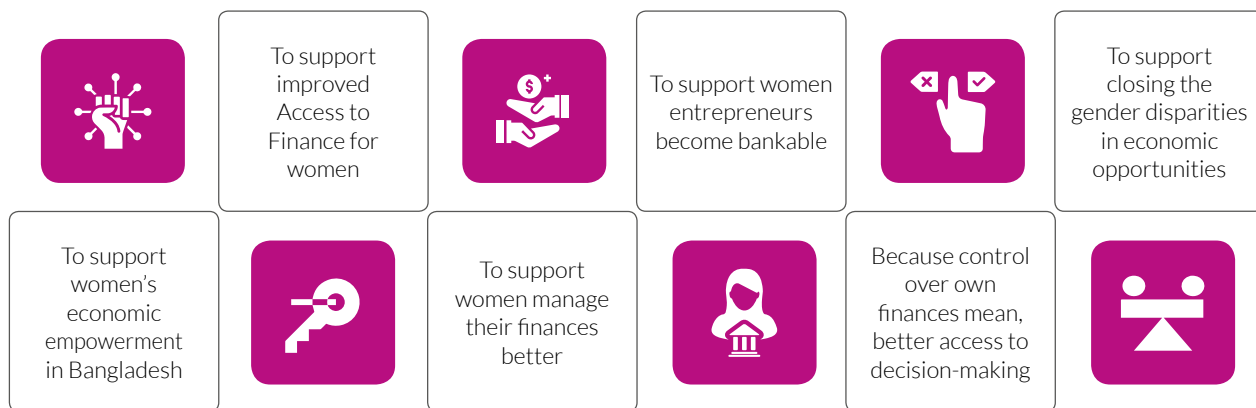 To support
improved
Access to
Finance for
women
To support women
entrepreneurs
become bankable
To support
closing the
gender disparities
in economic
opportunities
To support
women’s
economic
empowerment
in Bangladesh
To support
women manage
their finances
better
Because control
over own
finances mean,
better access to
decision-making